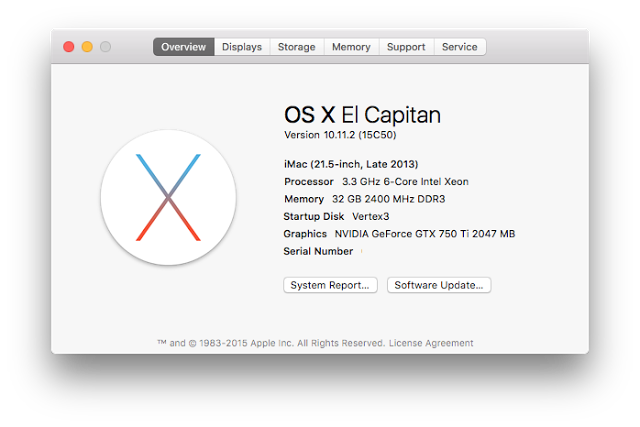 Overview Displays Storage Memory Support Service
OS X El Capitan
Version 10.11.2 (15C50)
iMac (21.5-inch, Late 2013)
Processor 3.3 GHz 6-Core Intel Xeon
Memory 32 GB 2400 MHz DDR3
Startup Disk Vertex3
Graphics NVIDIA GeForce GTX 750 Ti 2047 MB
Serial Number
System Report... Software Update...
™ and © 1983-2015 Apple Inc. All Rights Reserved. License Agreement